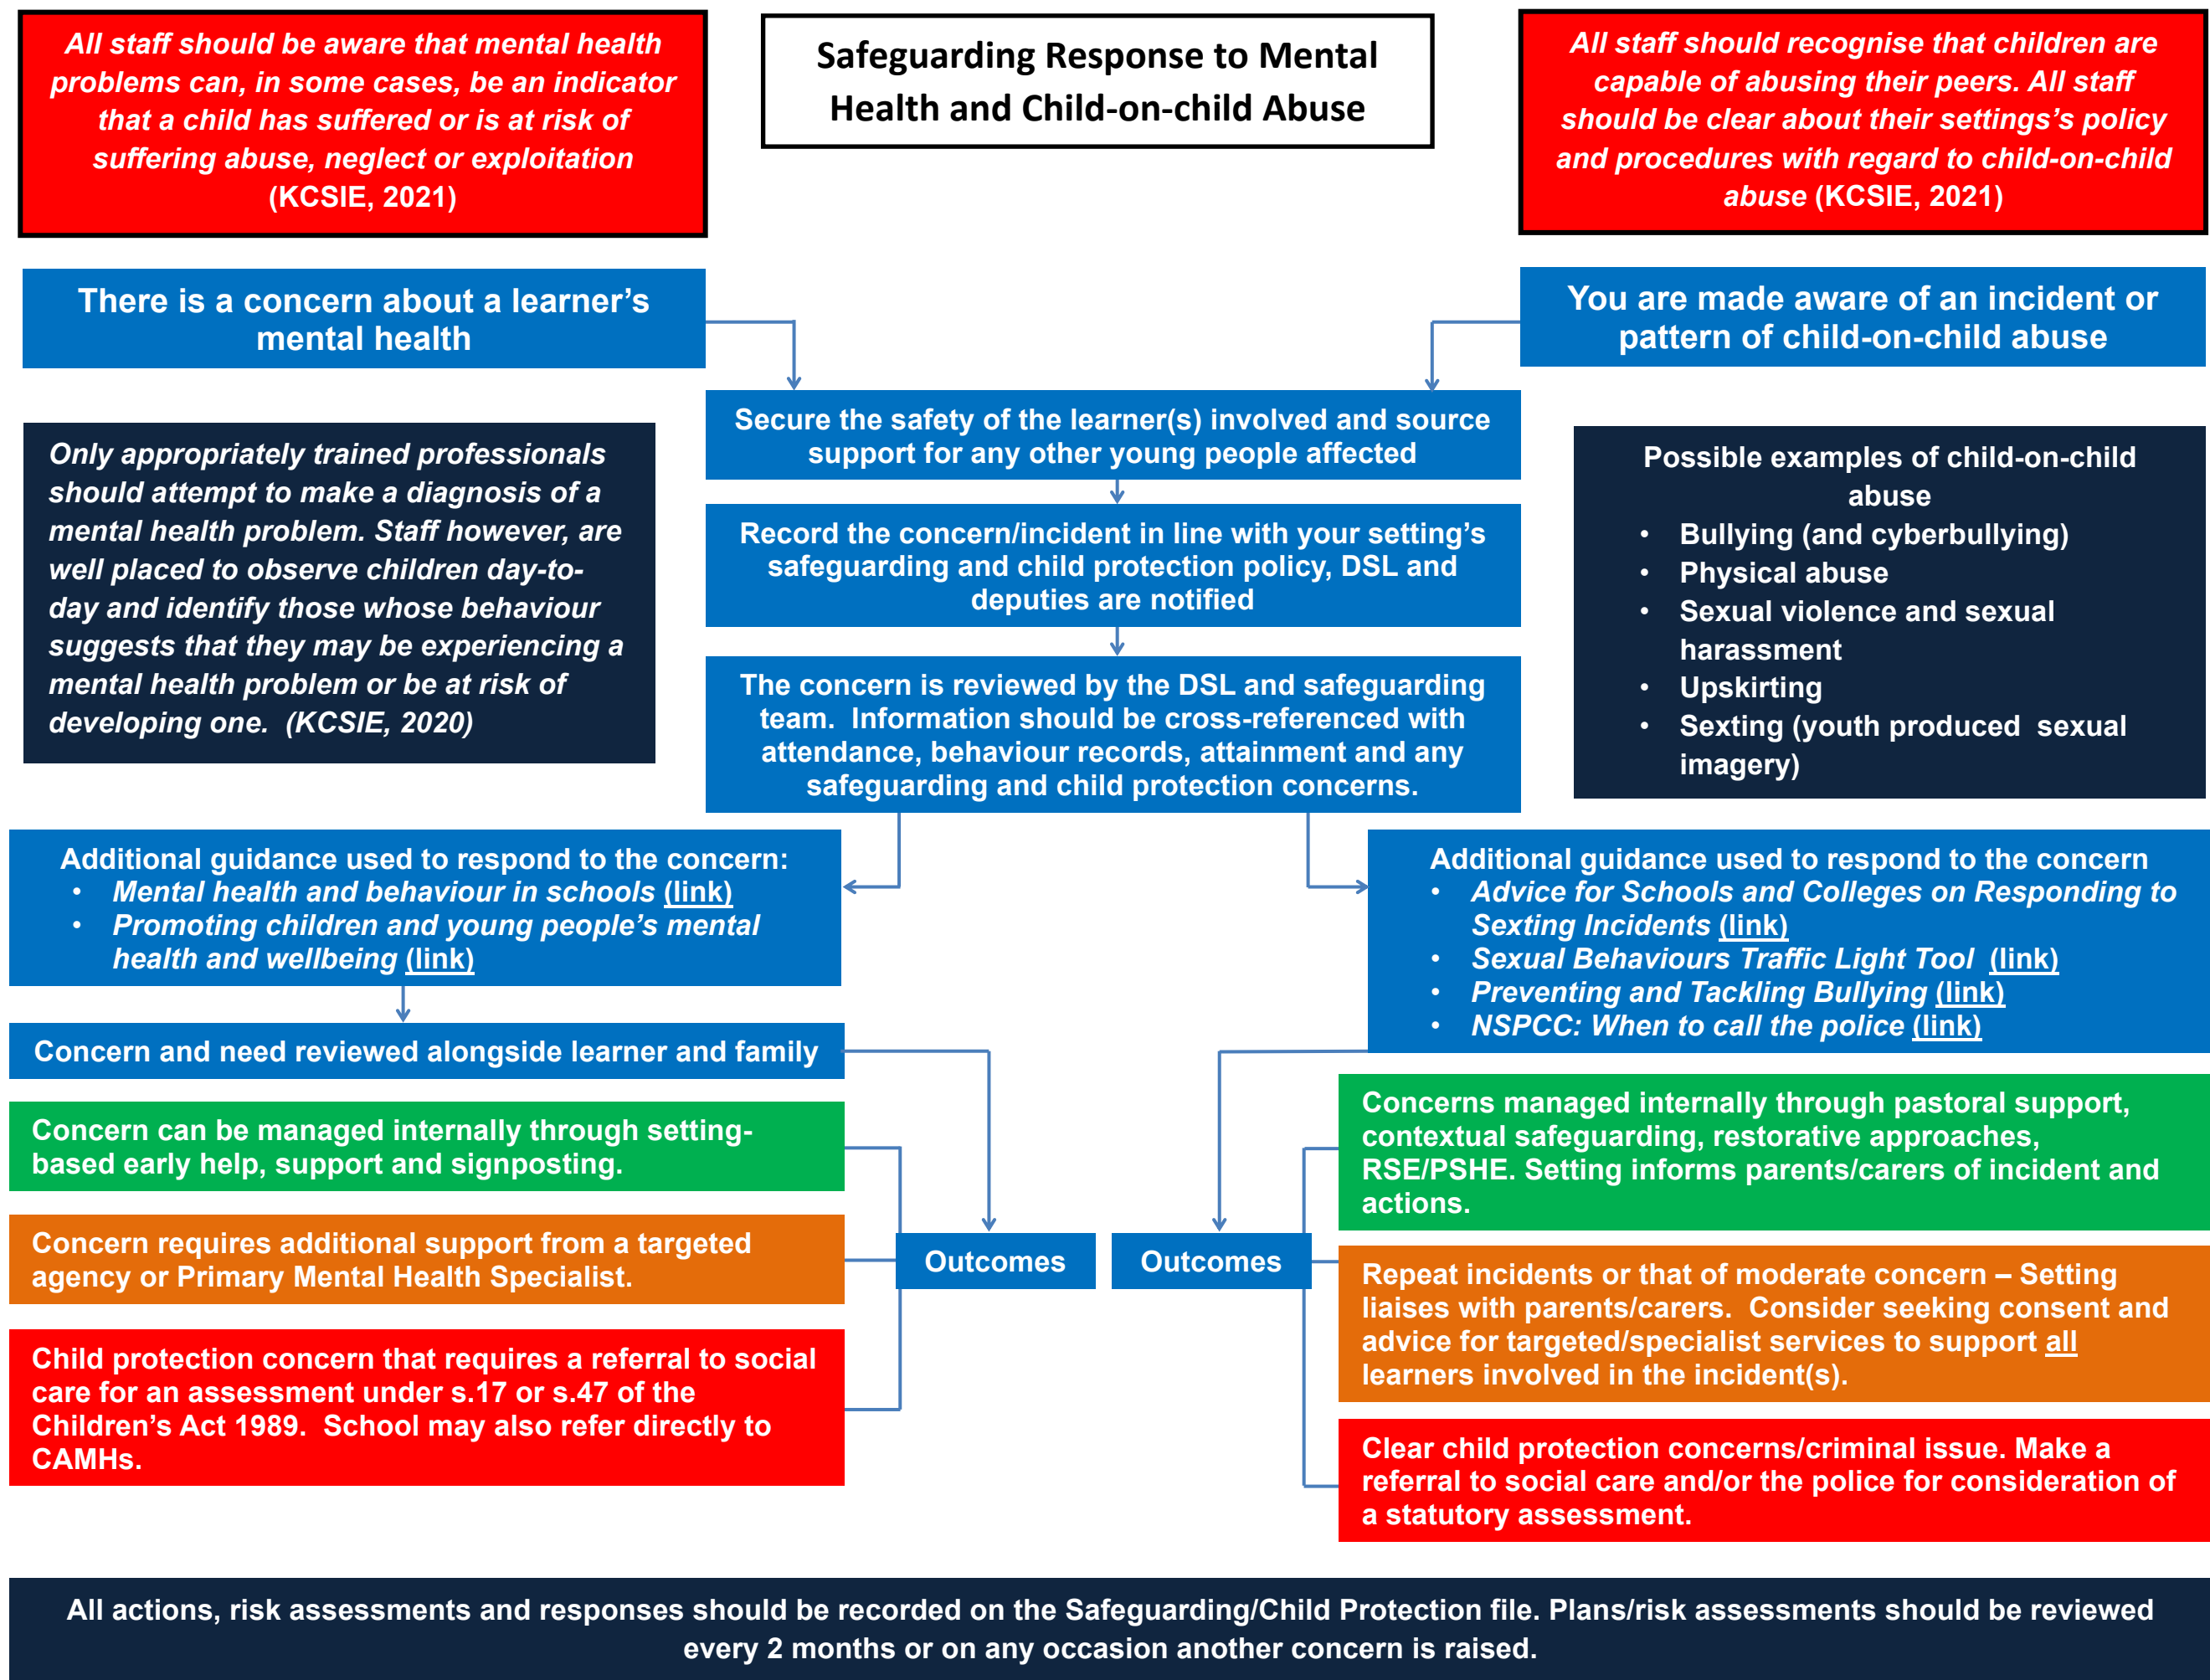 All staff should be aware that mental health
problems can, in some cases, be an indicator
that a child has suffered or is at risk of
suffering abuse, neglect or exploitation
(KCSIE, 2021)
Safeguarding Response to Mental
Health and Child-on-child Abuse
All staff should recognise that children are
capable of abusing their peers. All staff
should be clear about their settings's policy
and procedures with regard to child-on-child
abuse (KCSIE, 2021)
There is a concern about a learner’s
mental health
You are made aware of an incident or
pattern of child-on-child abuse
Secure the safety of the learner(s) involved and source
support for any other young people affected
Only appropriately trained professionals
should attempt to make a diagnosis of a
mental health problem. Staff however, are
well placed to observe children day-to-
day and identify those whose behaviour
suggests that they may be experiencing a
mental health problem or be at risk of
developing one. (KCSIE, 2020)
Record the concern/incident in line with your setting’s
safeguarding and child protection policy, DSL and
deputies are notified
Possible examples of child-on-child
abuse
• Bullying (and cyberbullying)
• Physical abuse
• Sexual violence and sexual
harassment
• Upskirting
• Sexting (youth produced sexual
imagery)
The concern is reviewed by the DSL and safeguarding
team. Information should be cross-referenced with
attendance, behaviour records, attainment and any
safeguarding and child protection concerns.
Additional guidance used to respond to the concern:
• Mental health and behaviour in schools (link)
• Promoting children and young people’s mental
health and wellbeing (link)
Additional guidance used to respond to the concern
• Advice for Schools and Colleges on Responding to
Sexting Incidents (link)
• Sexual Behaviours Traffic Light Tool (link)
• Preventing and Tackling Bullying (link)
• NSPCC: When to call the police (link)
Concern and need reviewed alongside learner and family
Concern can be managed internally through setting-
based early help, support and signposting.
Concern requires additional support from a targeted
agency or Primary Mental Health Specialist.
Child protection concern that requires a referral to social
care for an assessment under s.17 or s.47 of the
Children’s Act 1989. School may also refer directly to
CAMHs.
Outcomes
Outcomes
Concerns managed internally through pastoral support,
contextual safeguarding, restorative approaches,
RSE/PSHE. Setting informs parents/carers of incident and
actions.
Repeat incidents or that of moderate concern – Setting
liaises with parents/carers. Consider seeking consent and
advice for targeted/specialist services to support all
learners involved in the incident(s).
Clear child protection concerns/criminal issue. Make a
referral to social care and/or the police for consideration of
a statutory assessment.
All actions, risk assessments and responses should be recorded on the Safeguarding/Child Protection file. Plans/risk assessments should be reviewed
every 2 months or on any occasion another concern is raised.